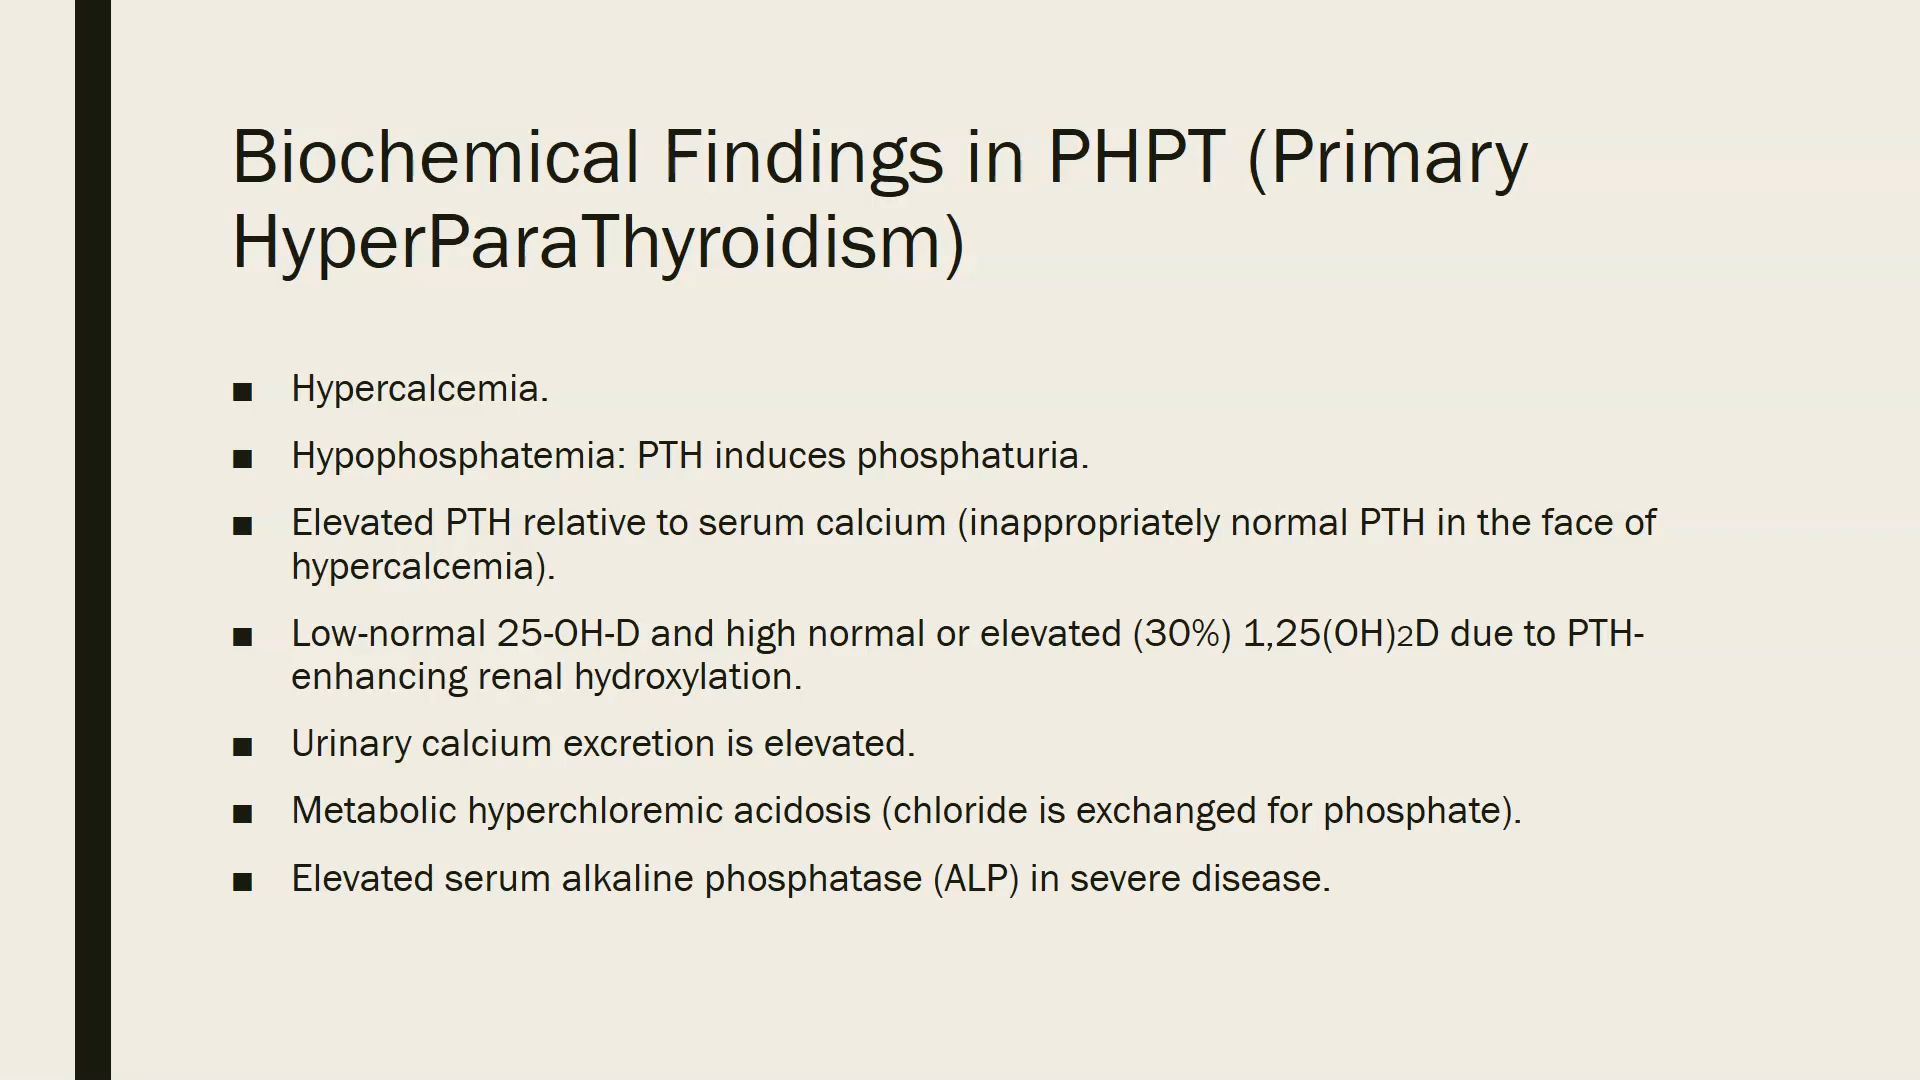 Biochemical Findings in PHPT (Primary
HyperParaThyroidism)
■ Hypercalcemia.
■ Hypophosphatemia: PTH induces phosphaturia.
■ Elevated PTH relative to serum calcium (inappropriately normal PTH in the face of
hypercalcemia).
■ Low-normal 25-OH-D and high normal or elevated (30%) 1,25(OH)2D due to PTH-
enhancing renal hydroxylation.
■ Urinary calcium excretion is elevated.
■ Metabolic hyperchloremic acidosis (chloride is exchanged for phosphate).
■ Elevated serum alkaline phosphatase (ALP) in severe disease.